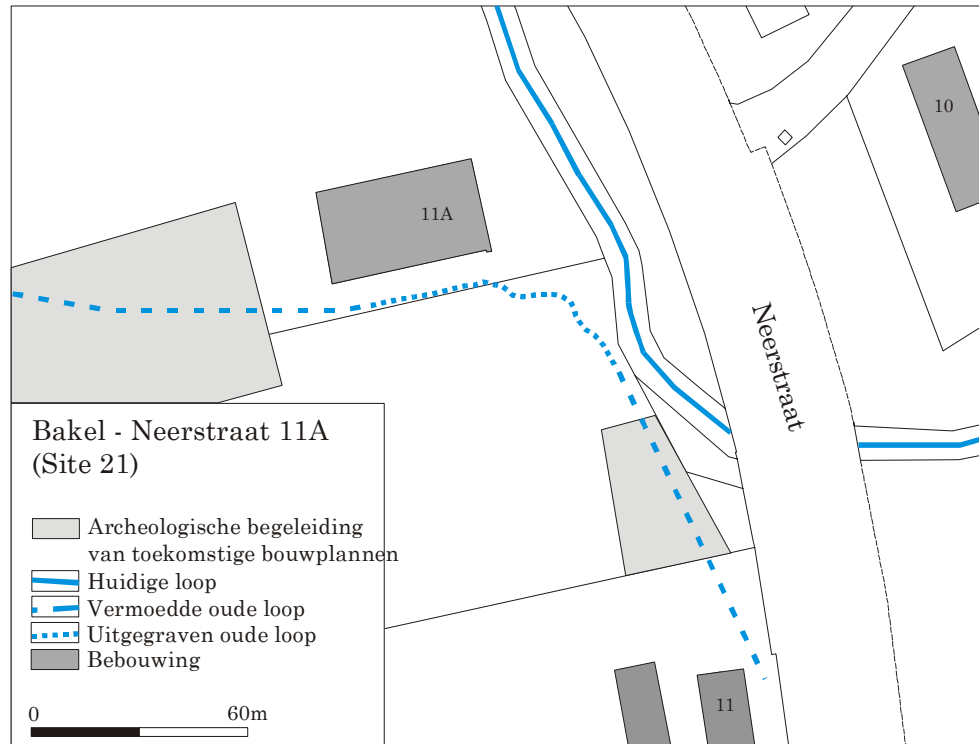 10
11A
Neerstraat
Bakel - Neerstraat 11A
(Site 21)
Archeologische begeleiding
van toekomstige bouwplannen
Huidige loop
Vermoedde oude loop
Uitgegraven oude loop
Bebouwing
0 60m
11